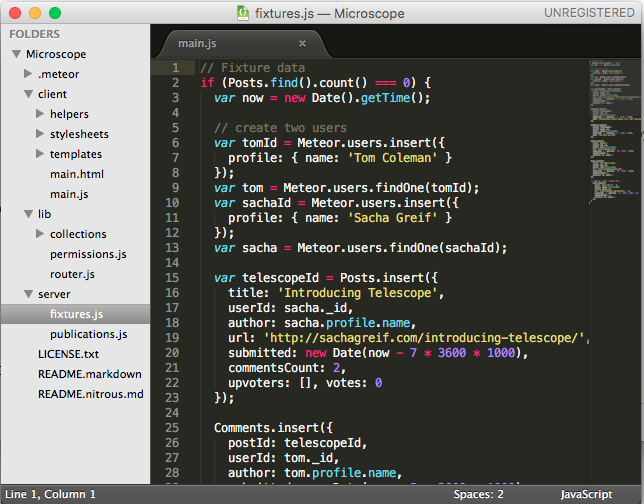 fixtures.js — Microscope
UNREGISTERED
FOLDERS
Microscope
.meteor
client
helpers
stylesheets
templates
main.html
main.js
lib
collections
permissions.js
router.js
server
fixtures.js
publications.js
LICENSE.txt
README.markdown
README.nitrous.md
main.js ×
1 // Fixture data
2 if (Posts.find().count() === 0) {
3 var now = new Date().getTime();
4
5 // create two users
6 var tomId = Meteor.users.insert({
7 profile: { name: 'Tom Coleman' }
8 });
9 var tom = Meteor.users.findOne(tomId);
10 var sachaId = Meteor.users.insert({
11 profile: { name: 'Sacha Greif' }
12 });
13 var sacha = Meteor.users.findOne(sachaId);
14
15 var telescopeId = Posts.insert({
16 title: 'Introducing Telescope',
17 userId: sacha._id,
18 author: sacha.profile.name,
19 url: 'http://sachagreif.com/introducing-telescope/',
20 submitted: new Date(now - 7 * 3600 * 1000),
21 commentsCount: 2,
22 upvoters: [], votes: 0
23 });
24
25 Comments.insert({
26 postId: telescopeId,
27 userId: tom._id,
28 author: tom.profile.name,
Line 1, Column 1
Spaces: 2
JavaScript